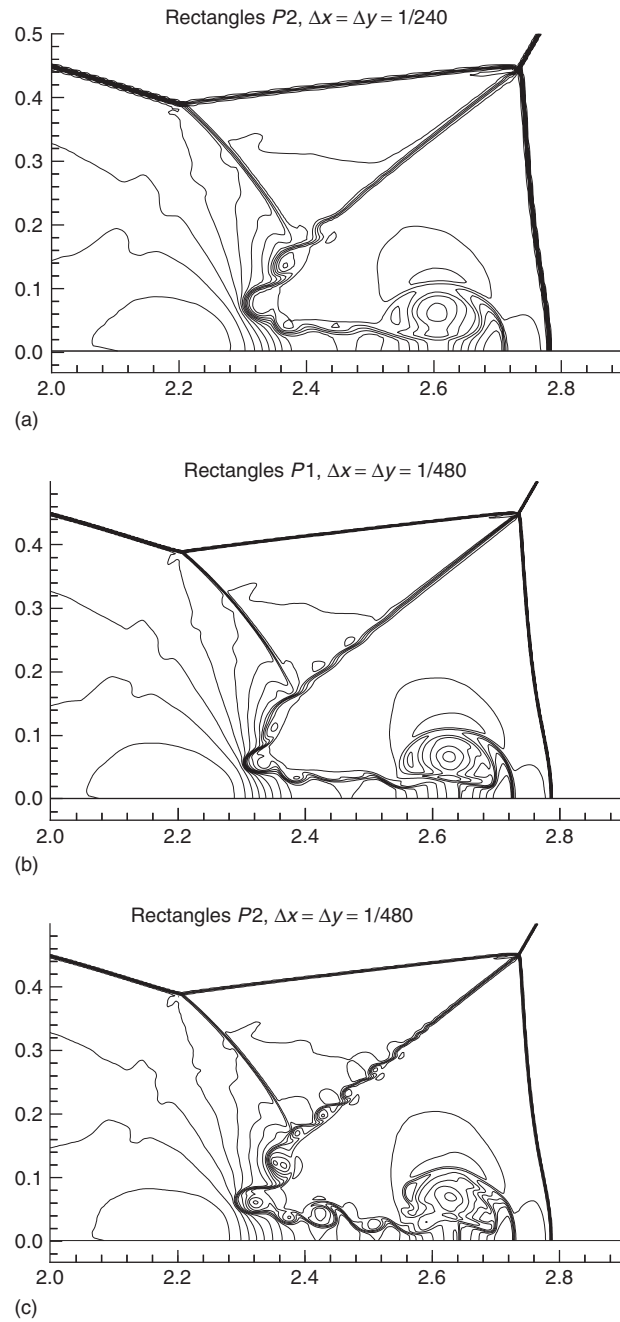 Rectangles P2, Δx = Δy = 1/240
0.5
0.4
0.3
0.2
0.1
0.0
2.0 2.2 2.4 2.6 2.8
(a)
Rectangles P1, Δx = Δy = 1/480
0.4
0.3
0.2
0.1
0.0
2.0 2.2 2.4 2.6 2.8
(b)
Rectangles P2, Δx = Δy = 1/480
0.4
0.3
0.2
0.1
0.0
2.0 2.2 2.4 2.6 2.8
(c)